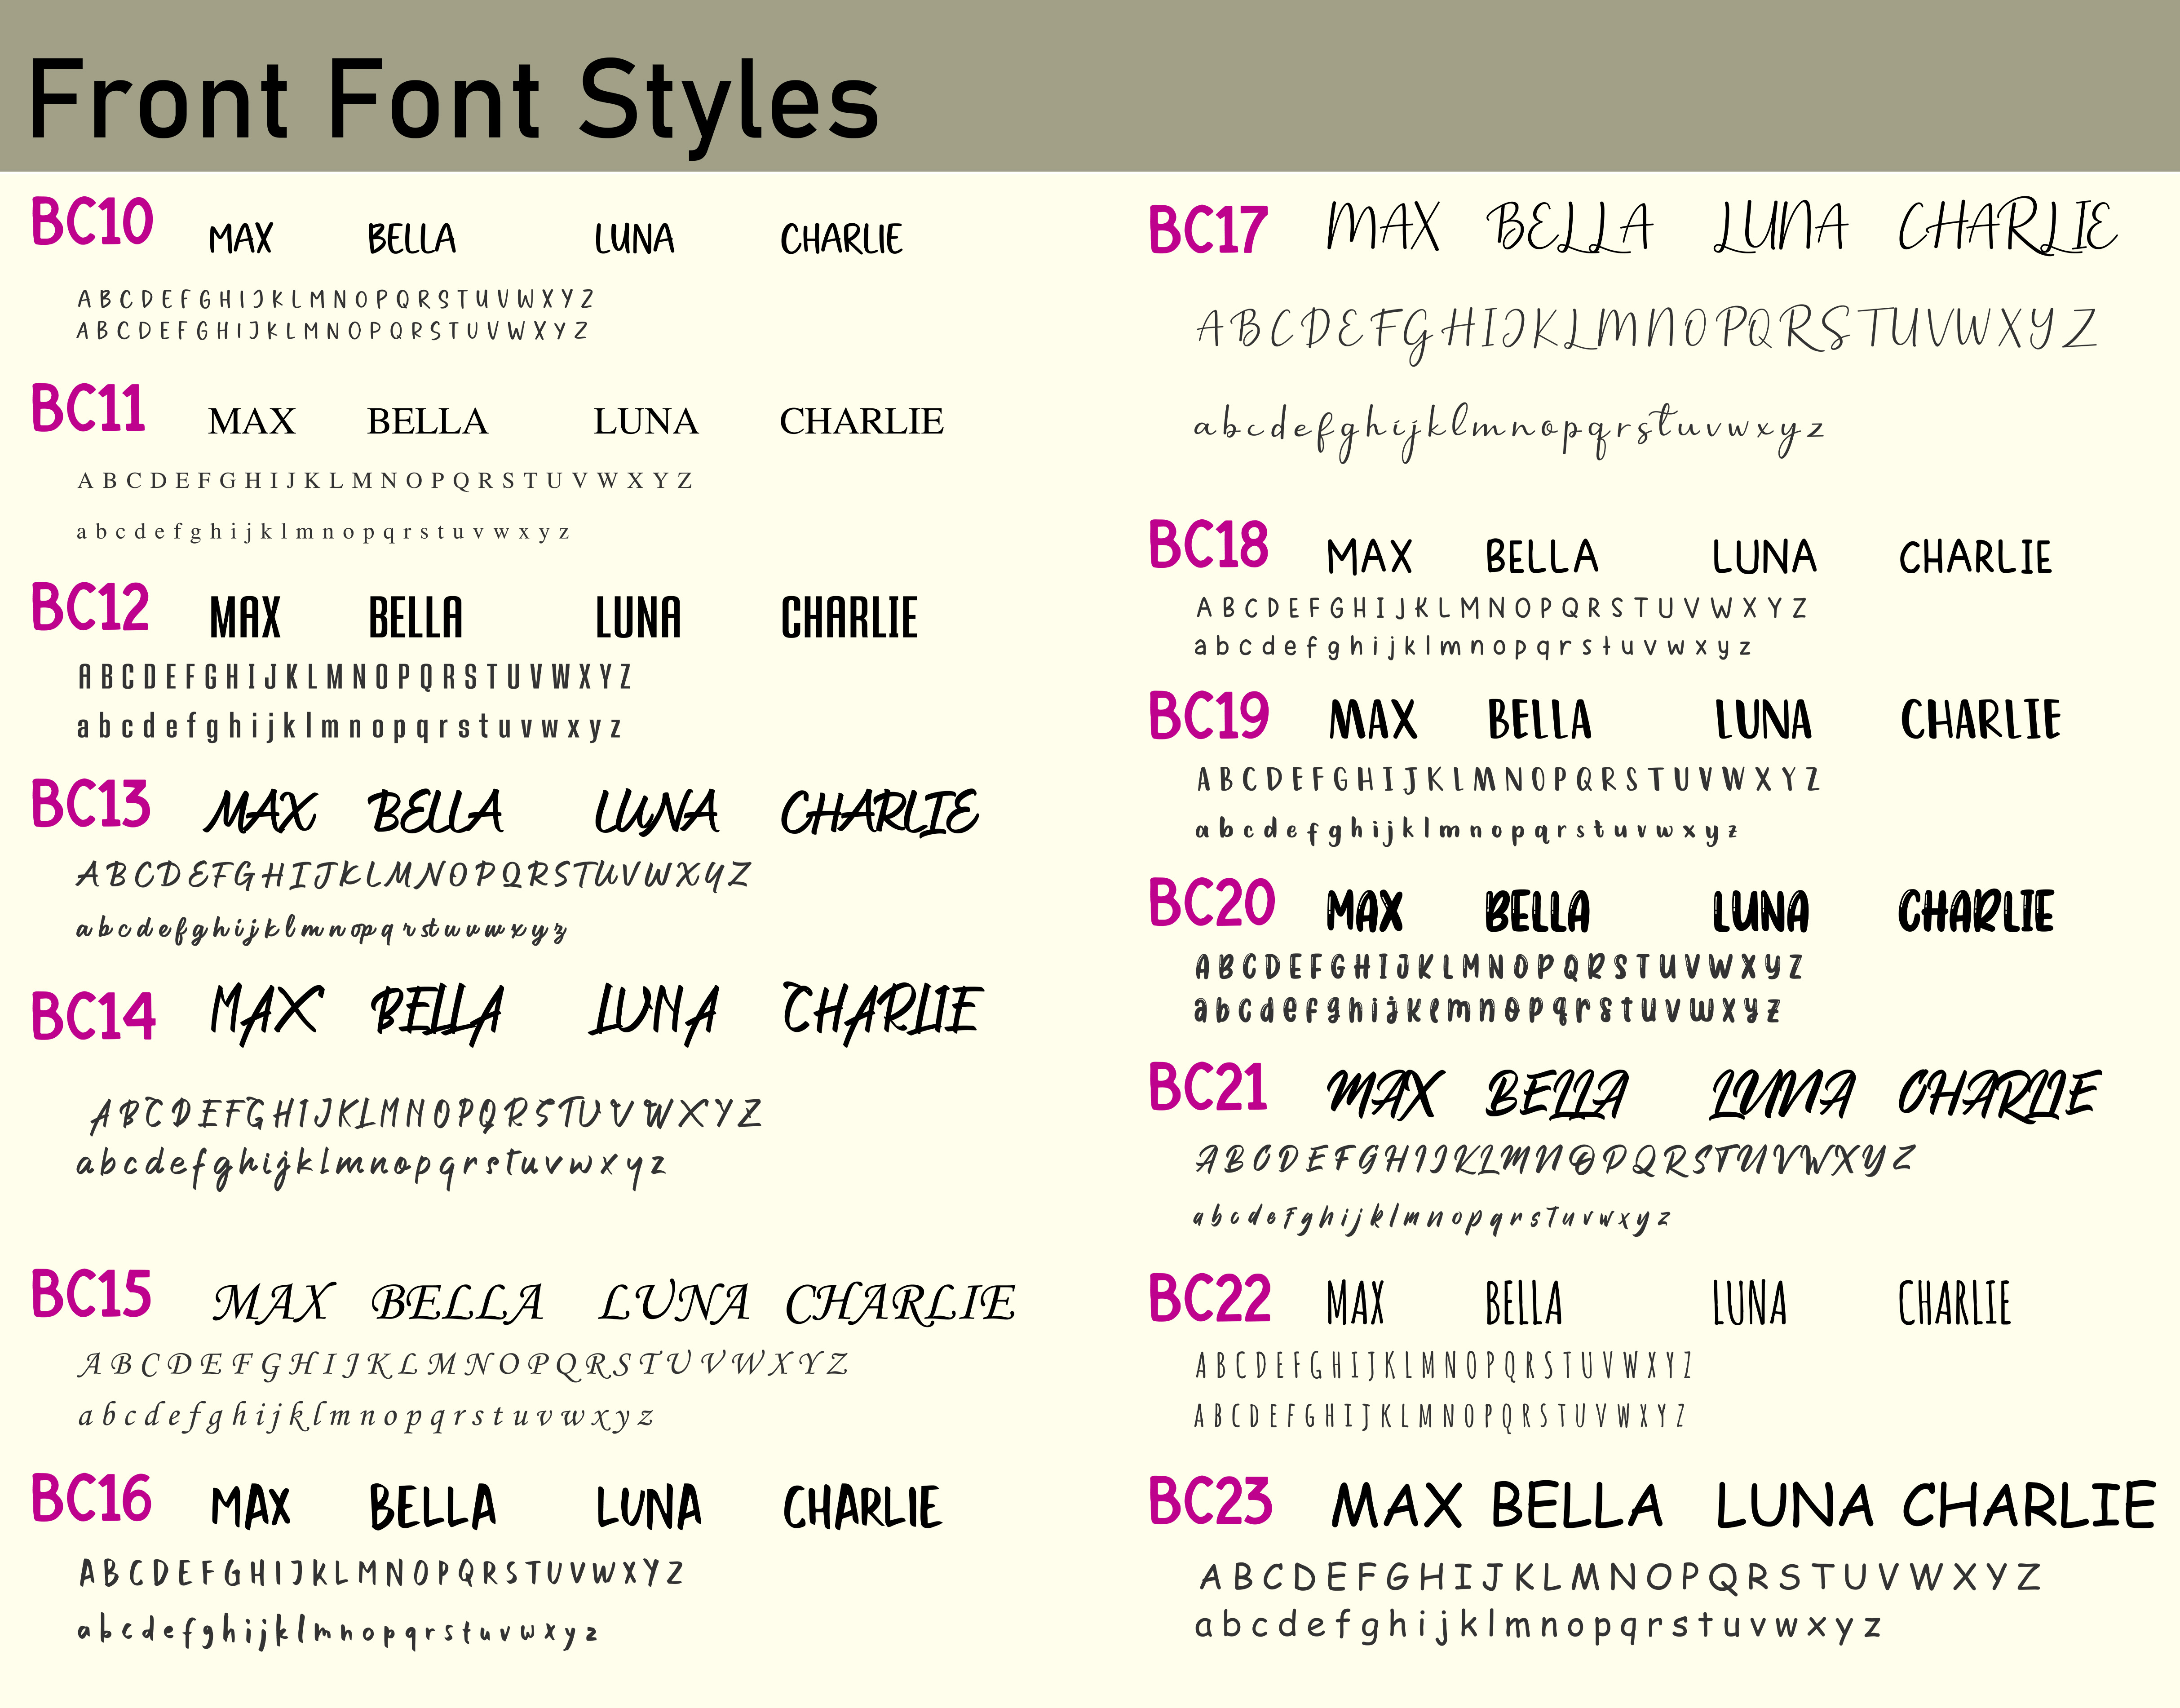 Front Font Styles
BC10 MAX BELLA LUNA CHARLIE
A B C D E F G H I J K L M N O P Q R S T U V W X Y Z
A B C D E F G H I J K L M N O P Q R S T U V W X Y Z
BC11 MAX BELLA LUNA CHARLIE
A B C D E F G H I J K L M N O P Q R S T U V W X Y Z
a b c d e f g h i j k l m n o p q r s t u v w x y z
BC12 MAX BELLA LUNA CHARLIE
A B C D E F G H I J K L M N O P Q R S T U V W X Y Z
a b c d e f g h i j k l m n o p q r s t u v w x y z
BC13 MAX BELLA LUNA CHARLIE
A B C D E F G H I J K L M N O P Q R S T U V W X Y Z
a b c d e f g h i j k l m n o p q r s t u v w x y z
BC14 MAX BELLA LUNA CHARLIE
A B C D E F G H I J K L M N O P Q R S T U V W X Y Z
a b c d e f g h i j k l m n o p q r s t u v w x y z
BC15 MAX BELLA LUNA CHARLIE
A B C D E F G H I J K L M N O P Q R S T U V W X Y Z
a b c d e f g h i j k l m n o p q r s t u v w x y z
BC16 MAX BELLA LUNA CHARLIE
A B C D E F G H I J K L M N O P Q R S T U V W X Y Z
a b c d e f g h i j k l m n o p q r s t u v w x y z
BC17 MAX BELLA LUNA CHARLIE
A B C D E F G H I J K L M N O P Q R S T U V W X Y Z
a b c d e f g h i j k l m n o p q r s t u v w x y z
BC18 MAX BELLA LUNA CHARLIE
A B C D E F G H I J K L M N O P Q R S T U V W X Y Z
a b c d e f g h i j k l m n o p q r s t u v w x y z
BC19 MAX BELLA LUNA CHARLIE
A B C D E F G H I J K L M N O P Q R S T U V W X Y Z
a b c d e f g h i j k l m n o p q r s t u v w x y z
BC20 MAX BELLA LUNA CHARLIE
A B C D E F G H I J K L M N O P Q R S T U V W X Y Z
a b c d e f g h i j k l m n o p q r s t u v w x y z
BC21 MAX BELLA LUNA CHARLIE
A B C D E F G H I J K L M N O P Q R S T U V W X Y Z
a b c d e f g h i j k l m n o p q r s t u v w x y z
BC22 MAX BELLA LUNA CHARLIE
A B C D E F G H I J K L M N O P Q R S T U V W X Y Z
A B C D E F G H I J K L M N O P Q R S T U V W X Y Z
BC23 MAX BELLA LUNA CHARLIE
A B C D E F G H I J K L M N O P Q R S T U V W X Y Z
a b c d e f g h i j k l m n o p q r s t u v w x y z